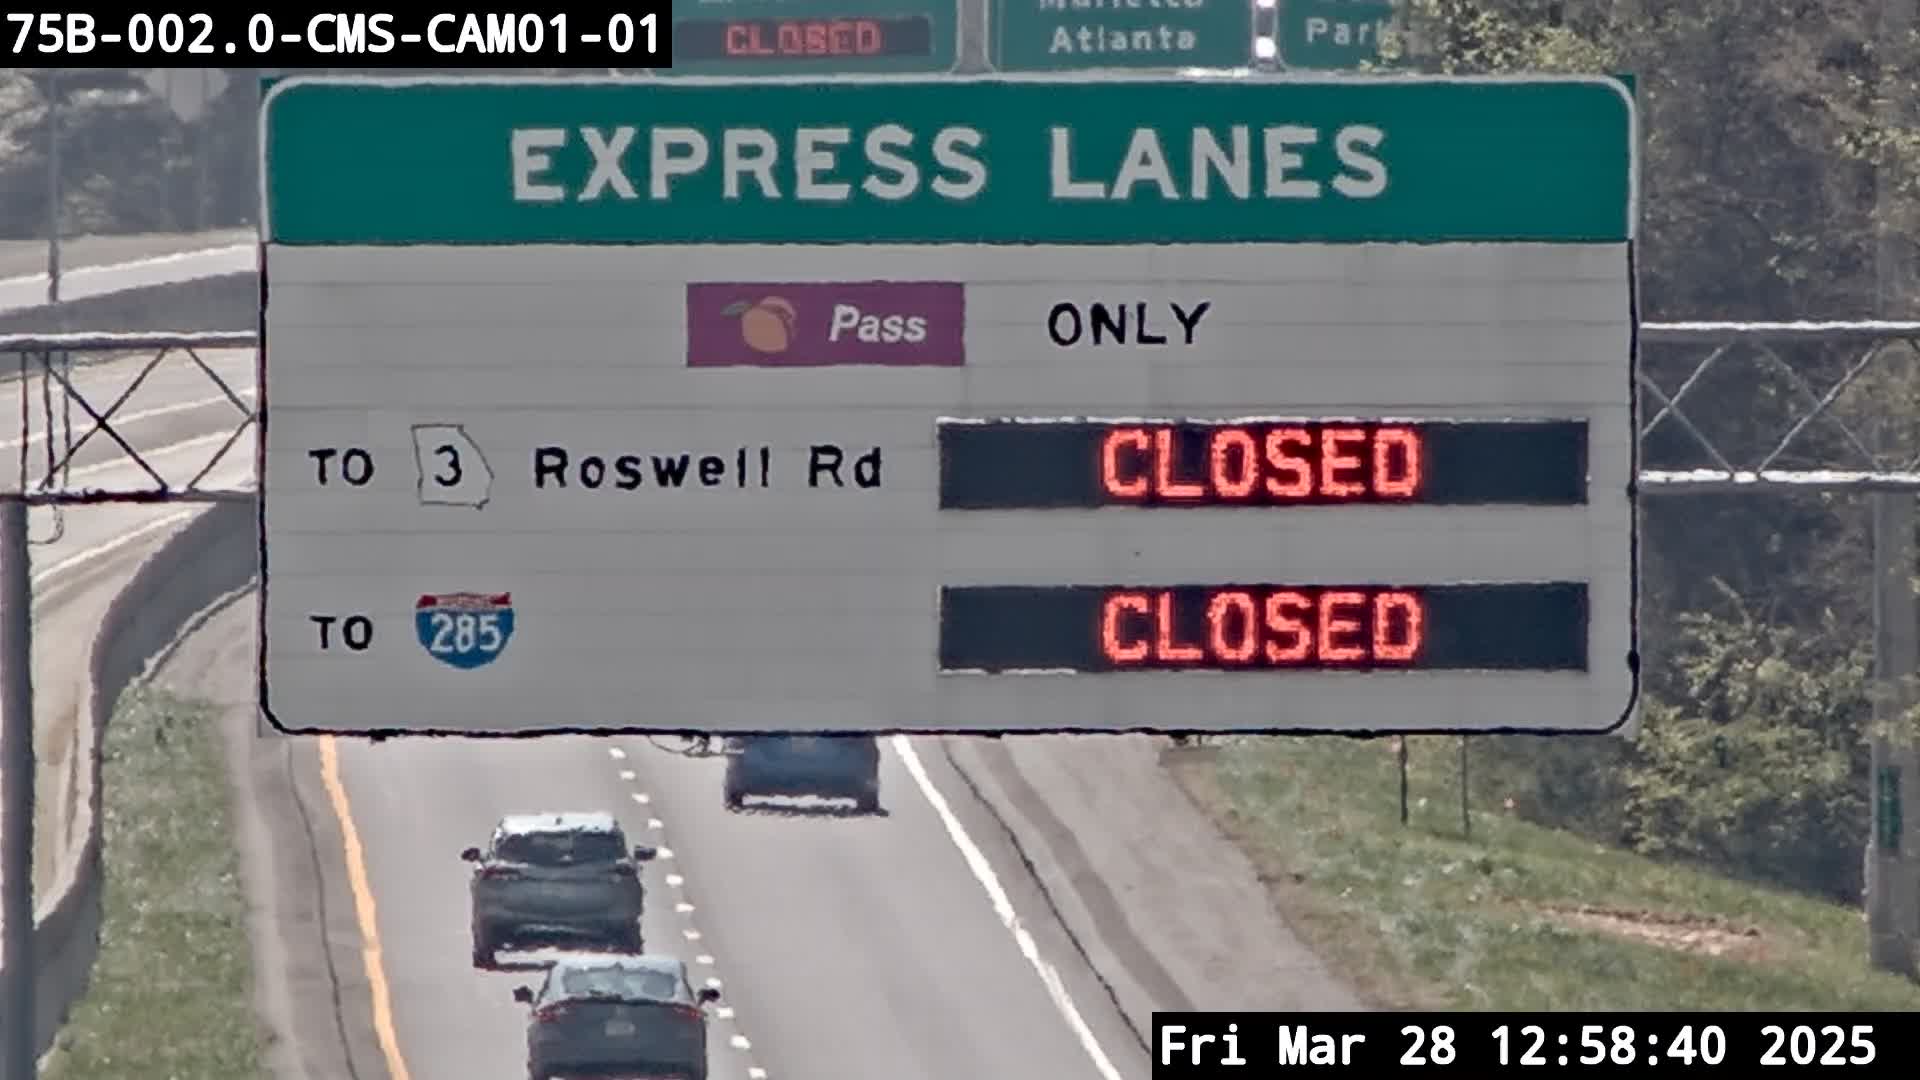 75B-002.0-CMS-CAM01-01
CLOSED
Atlanta
EXPRESS LANES
Pass ONLY
TO 3 Roswell Rd CLOSED
TO 285 CLOSED
Fri Mar 28 12:58:40 2025